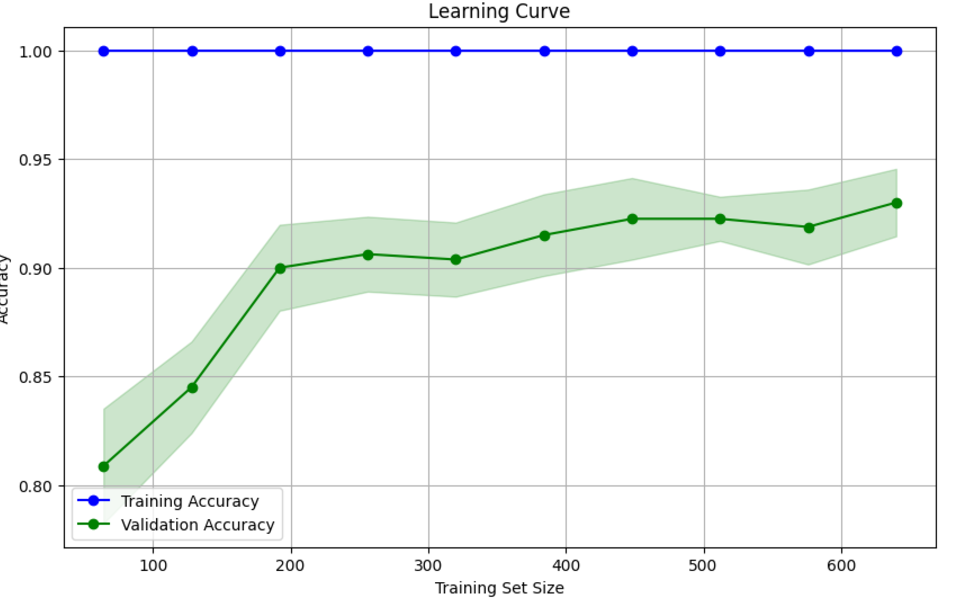 Learning Curve
1.00
0.95
0.90
0.85
0.80
Accuracy
Training Accuracy
Validation Accuracy
100
200
300
400
500
600
Training Set Size